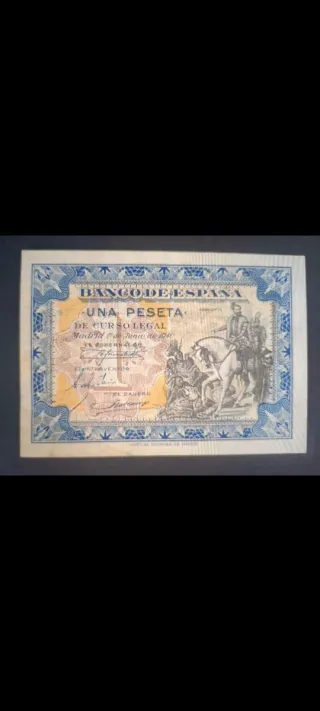 BANCO DE ESPAÑA
UNA PESETA
DE CURSO LEGAL
Madrid 1º de Junio de 1940
EL GOBERNADOR
EL INTERVENTOR
EL CAJERO